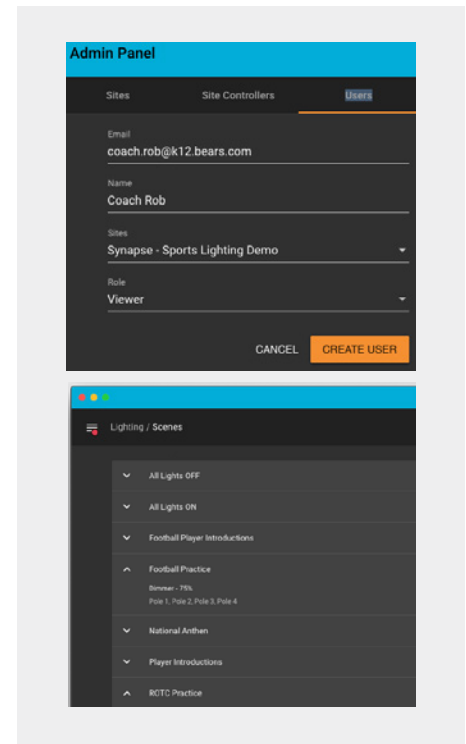 Admin Panel
Sites Site Controllers Users
Email
coach.rob@k12.bears.com
Name
Coach Rob
Sites
Synapse - Sports Lighting Demo
Role
Viewer
CANCEL CREATE USER
Lighting / Scenes
All Lights OFF
All Lights ON
Football Player Introductions
Football Practice
Dimmer - 75%
Pole 1, Pole 2, Pole 3, Pole 4
National Anthen
Player Introductions
ROTC Practice